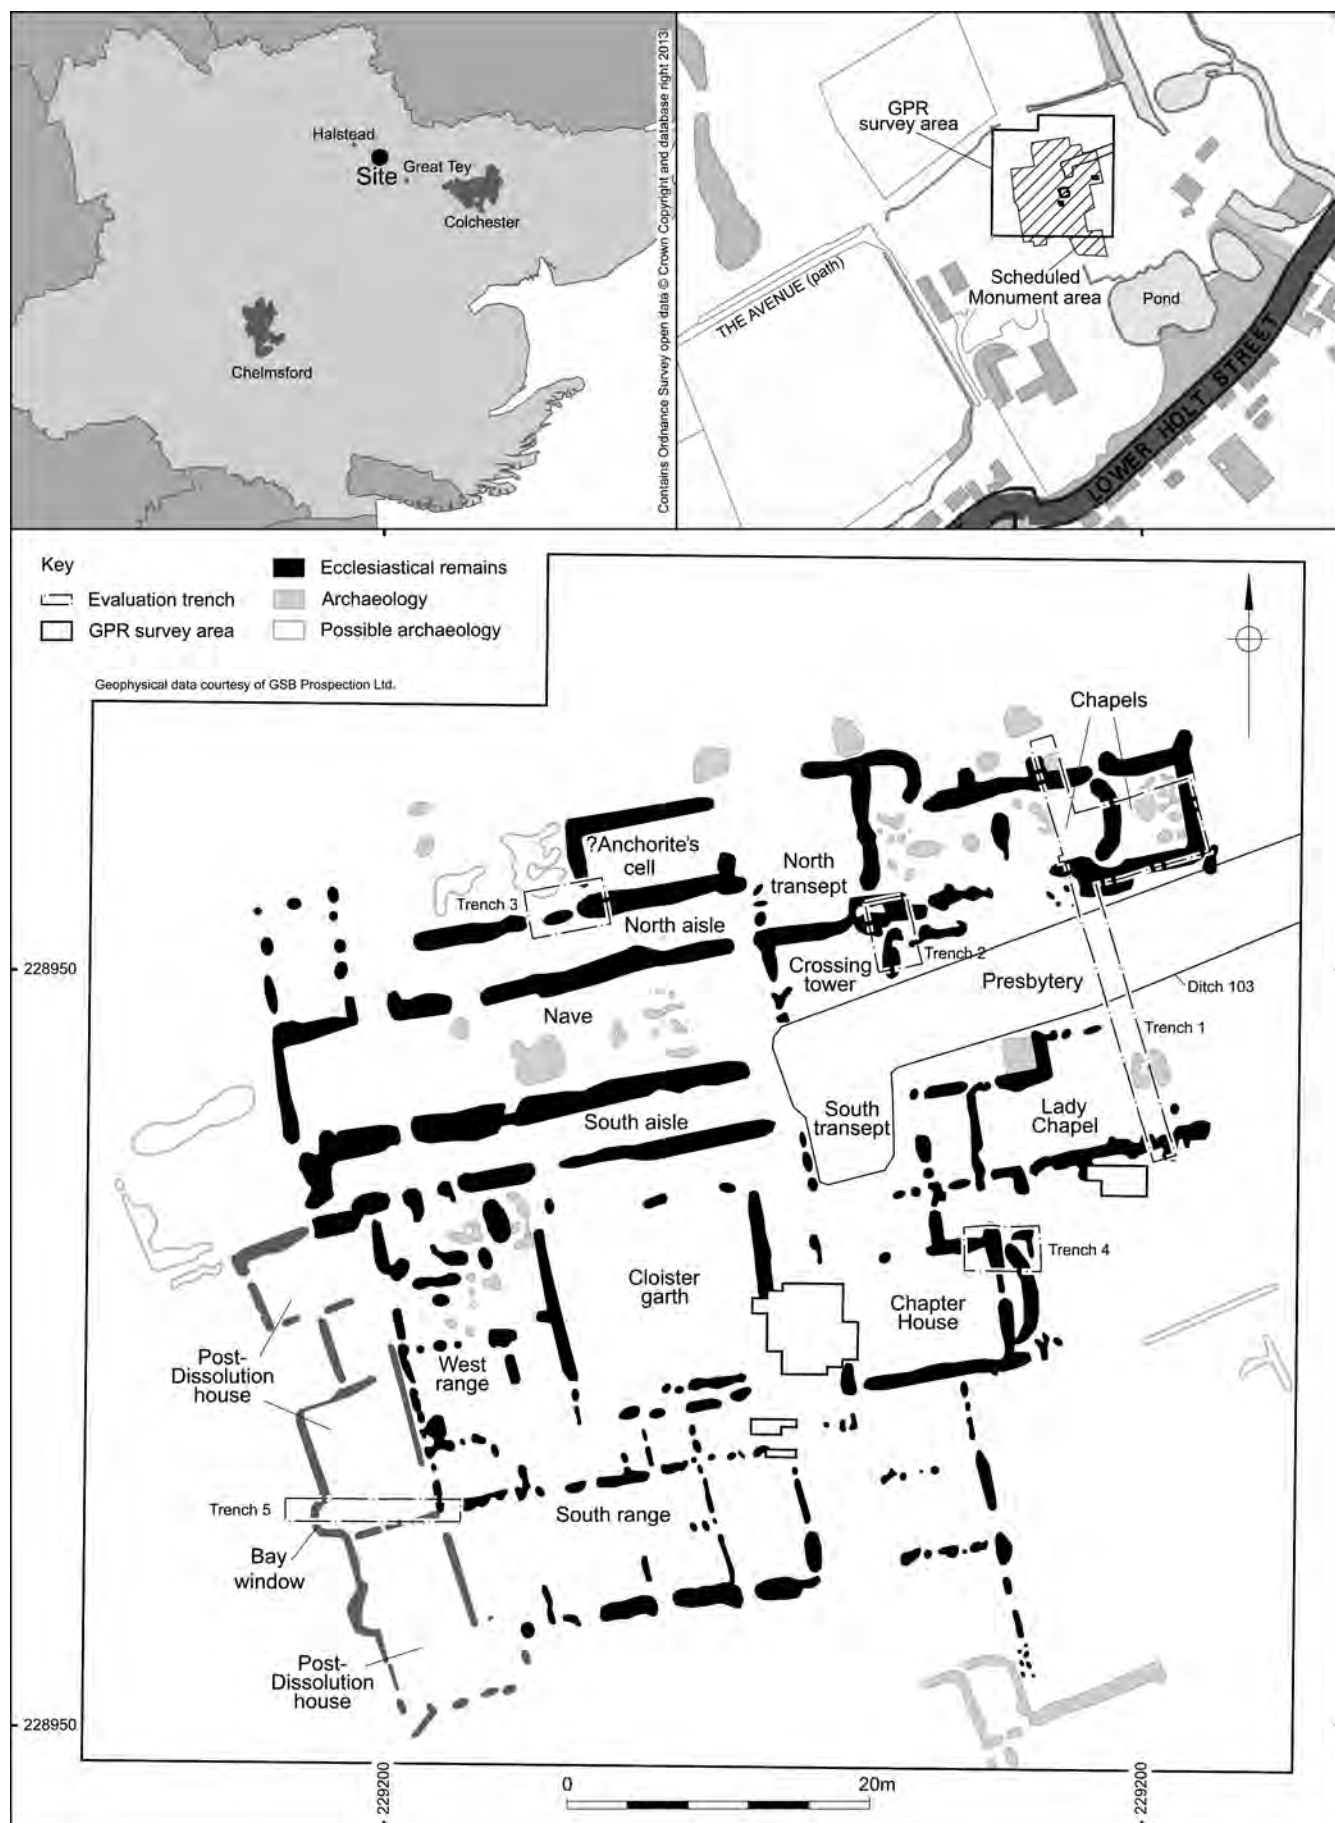 Halstead
Site
Great Tey
Colchester
Chelmsford
Contains Ordnance Survey open data © Crown Copyright and database right 2013
GPR
survey area
THE AVENUE (path)
Scheduled
Monument area
Pond
LOWER HOLT STREET
Key
Evaluation trench
GPR survey area
Ecclesiastical remains
Archaeology
Possible archaeology
Geophysical data courtesy of GSB Prospection Ltd.
Chapels
?Anchorite's
cell
North
transept
Trench 3
North aisle
Trench 2
228950
Crossing
tower
Presbytery
Ditch 103
Nave
Trench 1
South aisle
South
transept
Lady
Chapel
Trench 4
Cloister
garth
Chapter
House
Post-
Dissolution
house
West
range
Trench 5
South range
Bay
window
Post-
Dissolution
house
228950
229200
0
20m
229200